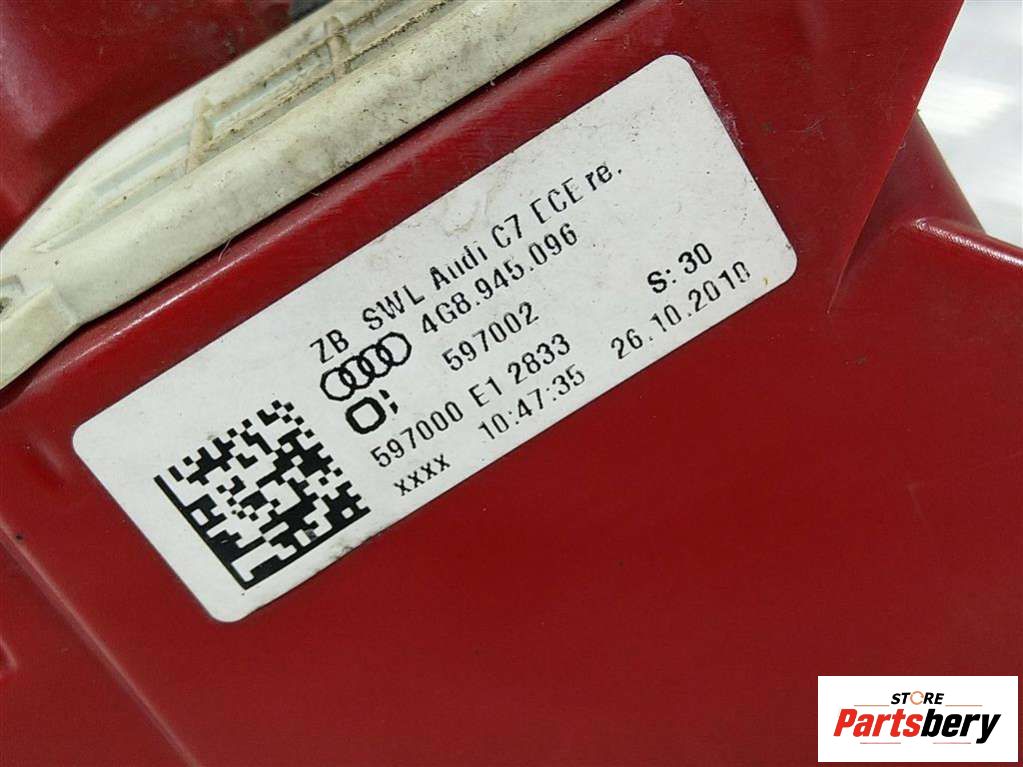 ZB SWL Audi C7 ECE re.
4G8.945.096
597002 S: 30
597000 E1 2833 26.10.2010
xxxx 10:47:35
STORE
Partsbery